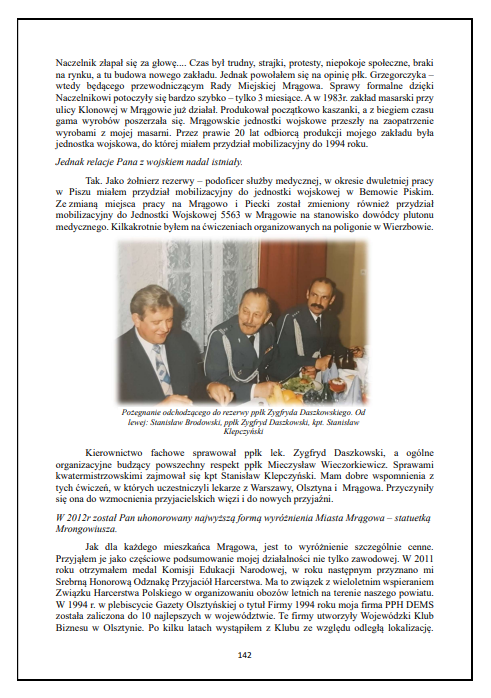 Naczelnik złapał się za głowę.... Czas był trudny, strajki, protesty, niepokoje społeczne, braki
na rynku, a tu budowa nowego zakładu. Jednak powołałem się na opinię płk. Grzegorczyka –
wtedy będącego przewodniczącym Rady Miejskiej Mrągowa. Sprawy formalne dzięki
Naczelnikowi potoczyły się bardzo szybko – tylko 3 miesiące. A w 1983r. zakład masarski przy
ulicy Klonowej w Mrągowie już działał. Produkował początkowo kaszanki, a z biegiem czasu
gama wyrobów poszerzała się. Mrągowskie jednostki wojskowe przeszły na zaopatrzenie
wyrobami z mojej masarni. Przez prawie 20 lat odbiorcą produkcji mojego zakładu była
jednostka wojskowa, do której miałem przydział mobilizacyjny do 1994 roku.
Jednak relacje Pana z wojskiem nadal istniały.
Tak. Jako żołnierz rezerwy – podoficer służby medycznej, w okresie dwuletniej pracy
w Piszu miałem przydział mobilizacyjny do jednostki wojskowej w Bemowie Piskim.
Ze zmianą miejsca pracy na Mrągowo i Piecki został zmieniony również przydział
mobilizacyjny do Jednostki Wojskowej 5563 w Mrągowie na stanowisko dowódcy plutonu
medycznego. Kilkakrotnie byłem na ćwiczeniach organizowanych na poligonie w Wierzbowie.
Pożegnanie odchodzącego do rezerwy ppłk Zygfryda Daszkowskiego. Od
lewej: Stanisław Brodowski, ppłk Zygfryd Daszkowski, kpt. Stanisław
Klepczyński
Kierownictwo fachowe sprawował ppłk lek. Zygfryd Daszkowski, a ogólne
organizacyjne budzący powszechny respekt ppłk Mieczysław Wieczorkiewicz. Sprawami
kwatermistrzowskimi zajmował się kpt Stanisław Klepczyński. Mam dobre wspomnienia z
tych ćwiczeń, w których uczestniczyli lekarze z Warszawy, Olsztyna i Mrągowa. Przyczyniły
się ona do wzmocnienia przyjacielskich więzi i do nowych przyjaźni.
W 2012r został Pan uhonorowany najwyższą formą wyróżnienia Miasta Mrągowa – statuetką
Mrongowiusza.
Jak dla każdego mieszkańca Mrągowa, jest to wyróżnienie szczególnie cenne.
Przyjąłem je jako częściowe podsumowanie mojej działalności nie tylko zawodowej. W 2011
roku otrzymałem medal Komisji Edukacji Narodowej, w roku następnym przyznano mi
Srebrną Honorową Odznakę Przyjaciół Harcerstwa. Ma to związek z wieloletnim wspieraniem
Związku Harcerstwa Polskiego w organizowaniu obozów letnich na terenie naszego powiatu.
W 1994 r. w plebiscycie Gazety Olsztyńskiej o tytuł Firmy 1994 roku moja firma PPH DEMS
została zaliczona do 10 najlepszych w województwie. Te firmy utworzyły Wojewódzki Klub
Biznesu w Olsztynie. Po kilku latach wystąpiłem z Klubu ze względu odległą lokalizację.
142